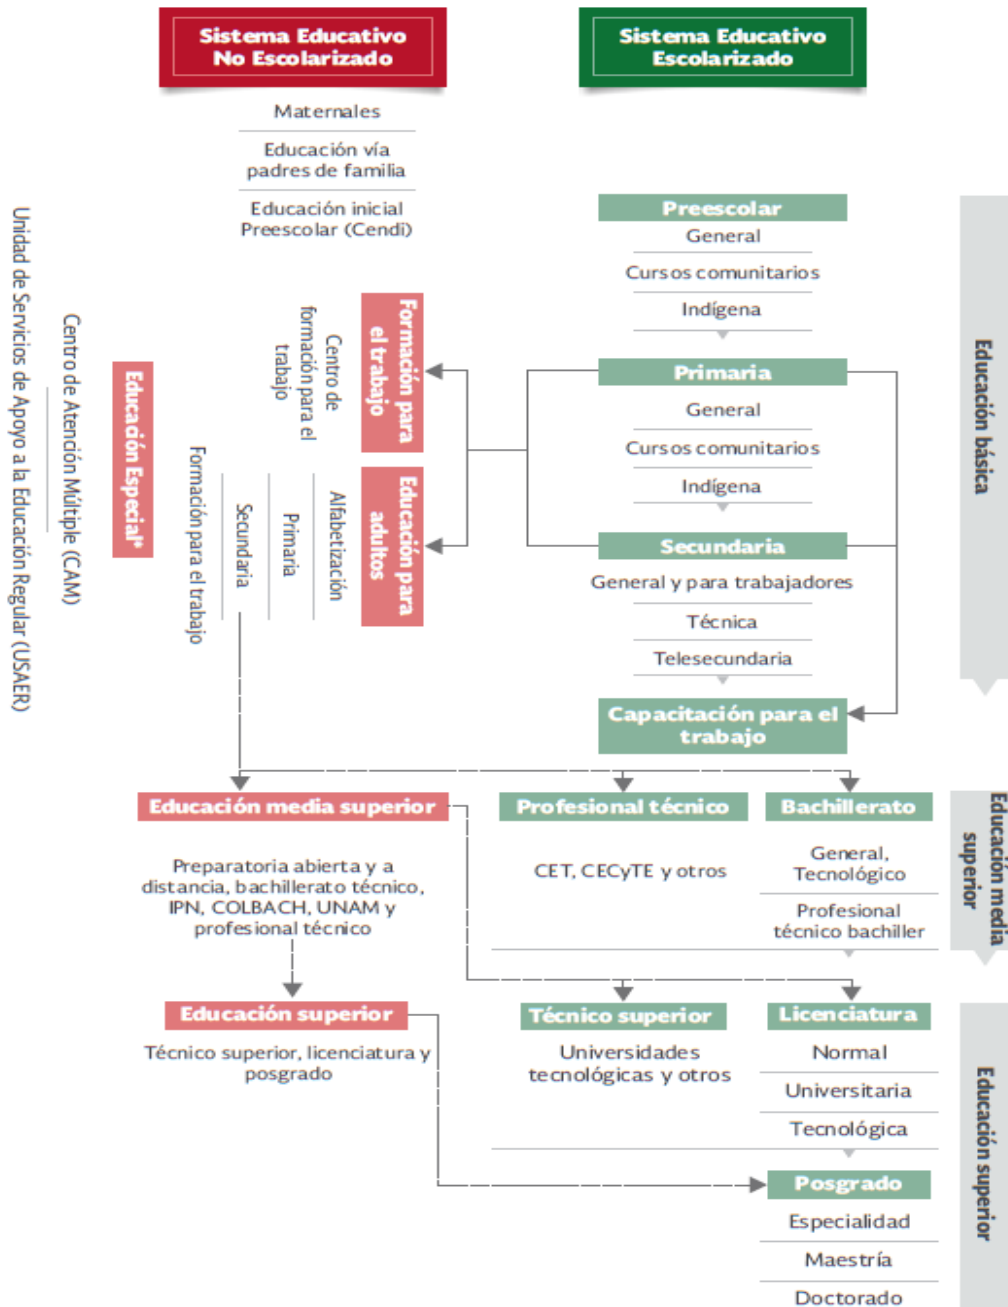 Sistema Educativo
No Escolarizado
Maternales
Educación vía
padres de familia
Educación inicial
Preescolar (Cendi)
Formación para
el trabajo
Centro de
formación para el
trabajo
Educación para
adultos
Alfabetización
Primaria
Secundaria
Formación para el trabajo
Educación Especial*
Centro de Atención Múltiple (CAM)
Unidad de Servicios de Apoyo a la Educación Regular (USAER)
Sistema Educativo
Escolarizado
Preescolar
General
Cursos comunitarios
Indígena
Primaria
General
Cursos comunitarios
Indígena
Secundaria
General y para trabajadores
Técnica
Telesecundaria
Capacitación para el
trabajo
Educación básica
Educación media superior
Preparatoria abierta y a
distancia, bachillerato técnico,
IPN, COLBACH, UNAM y
profesional técnico
Profesional técnico
CET, CECyTE y otros
Bachillerato
General,
Tecnológico
Profesional
técnico bachiller
Educación media
superior
Educación superior
Técnico superior, licenciatura y
posgrado
Técnico superior
Universidades
tecnológicas y otros
Licenciatura
Normal
Universitaria
Tecnológica
Posgrado
Especialidad
Maestría
Doctorado
Educación superior